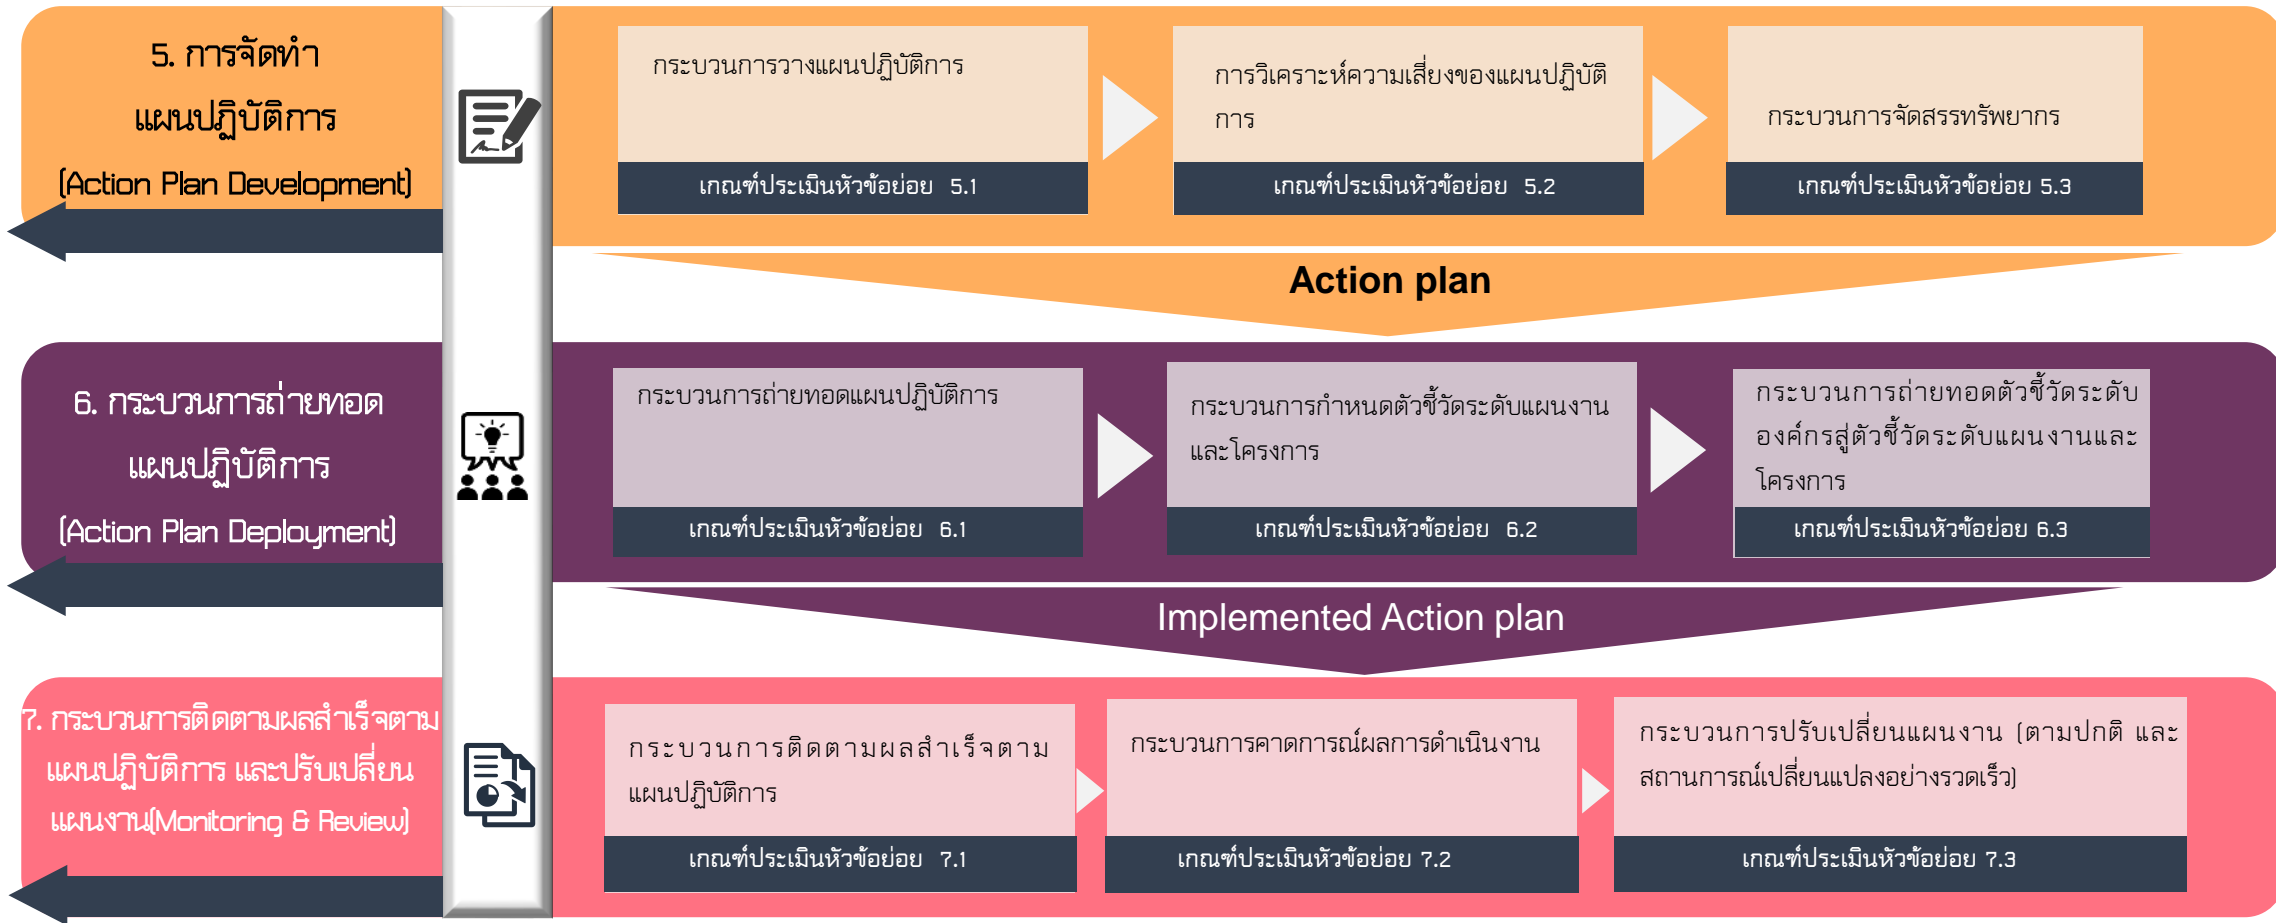 5. การจัดทำ
แผนปฏิบัติการ
(Action Plan Development)
กระบวนการวางแผนปฏิบัติการ
เกณฑ์ประเมินหัวข้อย่อย 5.1
การวิเคราะห์ความเสี่ยงของแผนปฏิบัติ
การ
เกณฑ์ประเมินหัวข้อย่อย 5.2
กระบวนการจัดสรรทรัพยากร
เกณฑ์ประเมินหัวข้อย่อย 5.3
Action plan
6. กระบวนการถ่ายทอด
แผนปฏิบัติการ
(Action Plan Deployment)
กระบวนการถ่ายทอดแผนปฏิบัติการ
เกณฑ์ประเมินหัวข้อย่อย 6.1
กระบวนการกำหนดตัวชี้วัดระดับแผนงาน
และโครงการ
เกณฑ์ประเมินหัวข้อย่อย 6.2
กระบวนการถ่ายทอดตัวชี้วัดระดับ
องค์กรสู่ตัวชี้วัดระดับแผนงานและ
โครงการ
เกณฑ์ประเมินหัวข้อย่อย 6.3
Implemented Action plan
7. กระบวนการติดตามผลสำเร็จตาม
แผนปฏิบัติการ และปรับเปลี่ยน
แผนงาน(Monitoring & Review)
กระบวนการติดตามผลสำเร็จตาม
แผนปฏิบัติการ
เกณฑ์ประเมินหัวข้อย่อย 7.1
กระบวนการคาดการณ์ผลการดำเนินงาน
เกณฑ์ประเมินหัวข้อย่อย 7.2
กระบวนการปรับเปลี่ยนแผนงาน (ตามปกติ และ
สถานการณ์เปลี่ยนแปลงอย่างรวดเร็ว)
เกณฑ์ประเมินหัวข้อย่อย 7.3